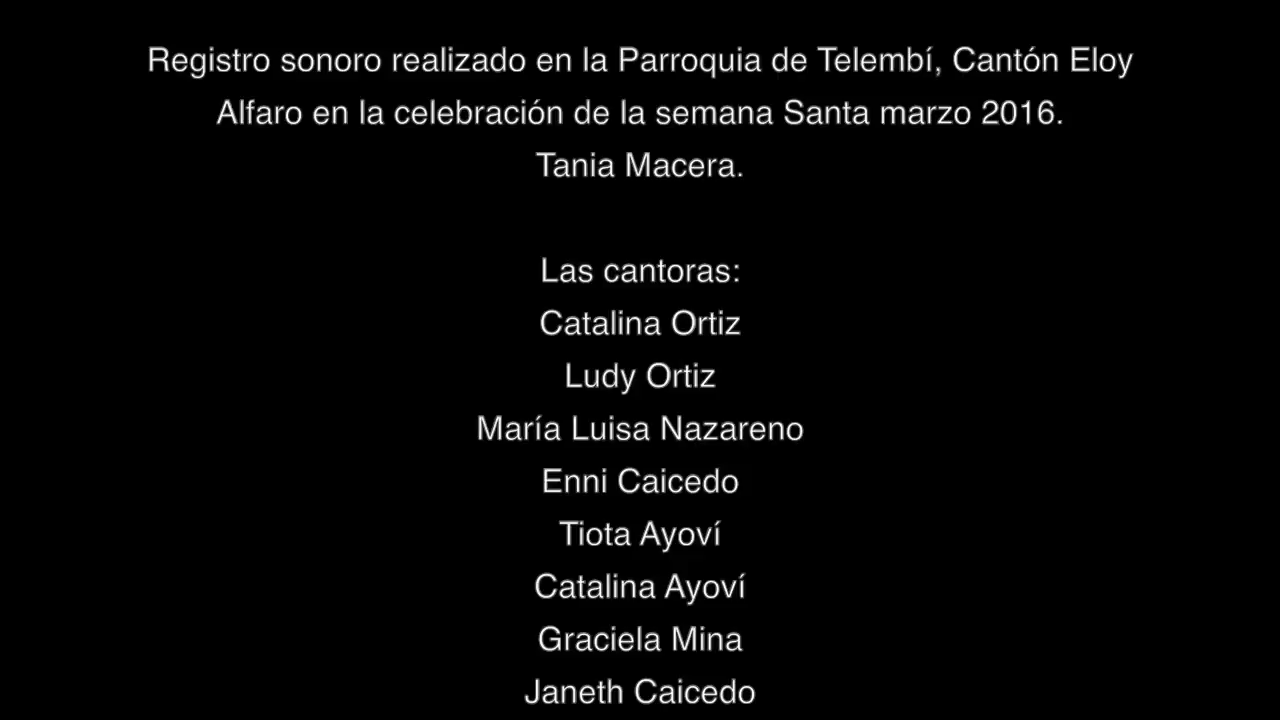 Registro sonoro realizado en la Parroquia de Telembí, Cantón Eloy
Alfaro en la celebración de la semana Santa marzo 2016.
Tania Macera.
Las cantoras:
Catalina Ortiz
Ludy Ortiz
María Luisa Nazareno
Enni Caicedo
Tiota Ayoví
Catalina Ayoví
Graciela Mina
Janeth Caicedo